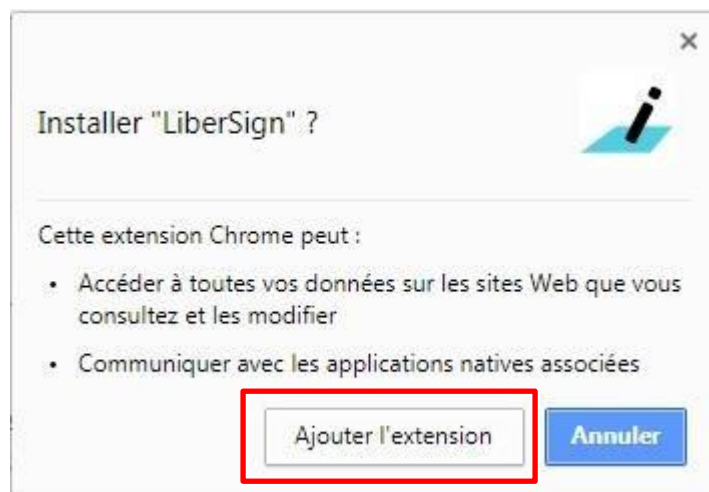 Installer "LiberSign" ?
Cette extension Chrome peut :
• Accéder à toutes vos données sur les sites Web que vous
consultez et les modifier
• Communiquer avec les applications natives associées
Ajouter l'extension
Annuler